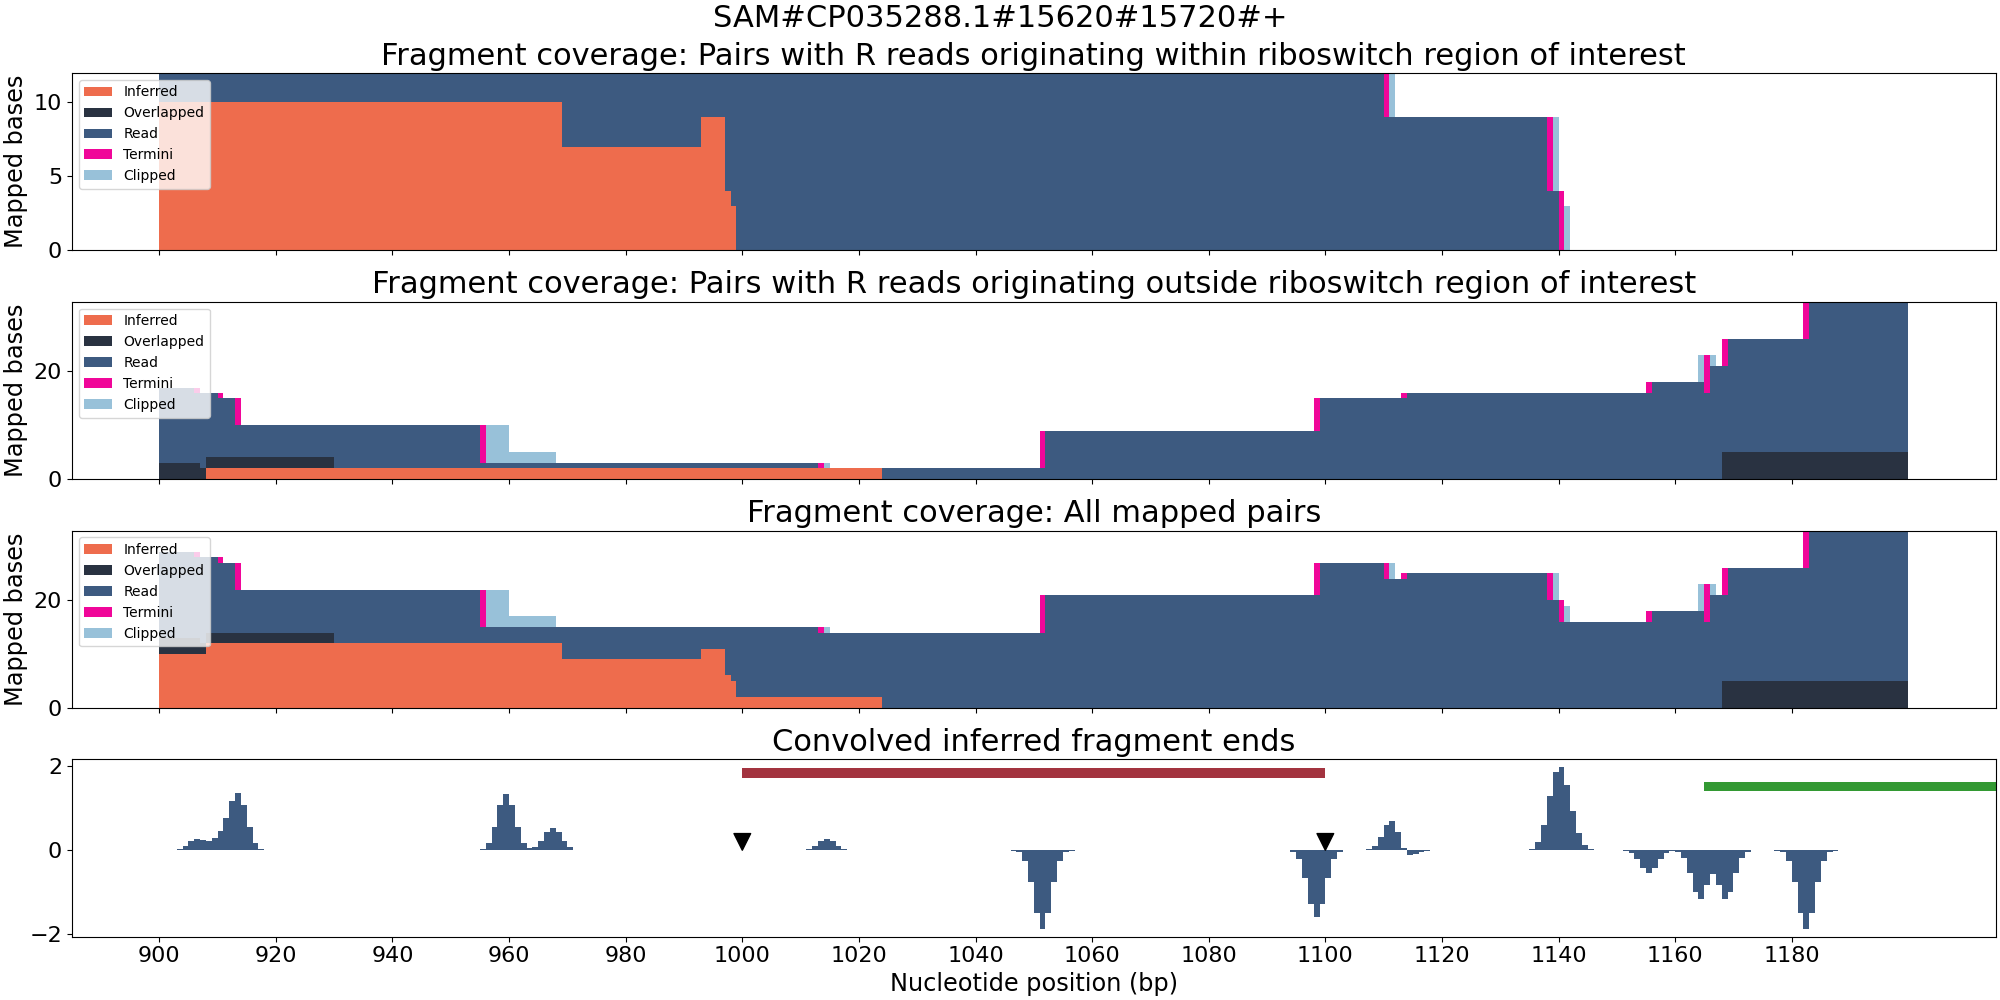 SAM#CP035288.1#15620#15720#+
Fragment coverage: Pairs with R reads originating within riboswitch region of interest
Mapped bases
10
5
0
Inferred
Overlapped
Read
Termini
Clipped
Fragment coverage: Pairs with R reads originating outside riboswitch region of interest
Mapped bases
20
0
Inferred
Overlapped
Read
Termini
Clipped
Fragment coverage: All mapped pairs
Mapped bases
20
0
Inferred
Overlapped
Read
Termini
Clipped
Convolved inferred fragment ends
2
0
−2
900 920 940 960 980 1000 1020 1040 1060 1080 1100 1120 1140 1160 1180
Nucleotide position (bp)